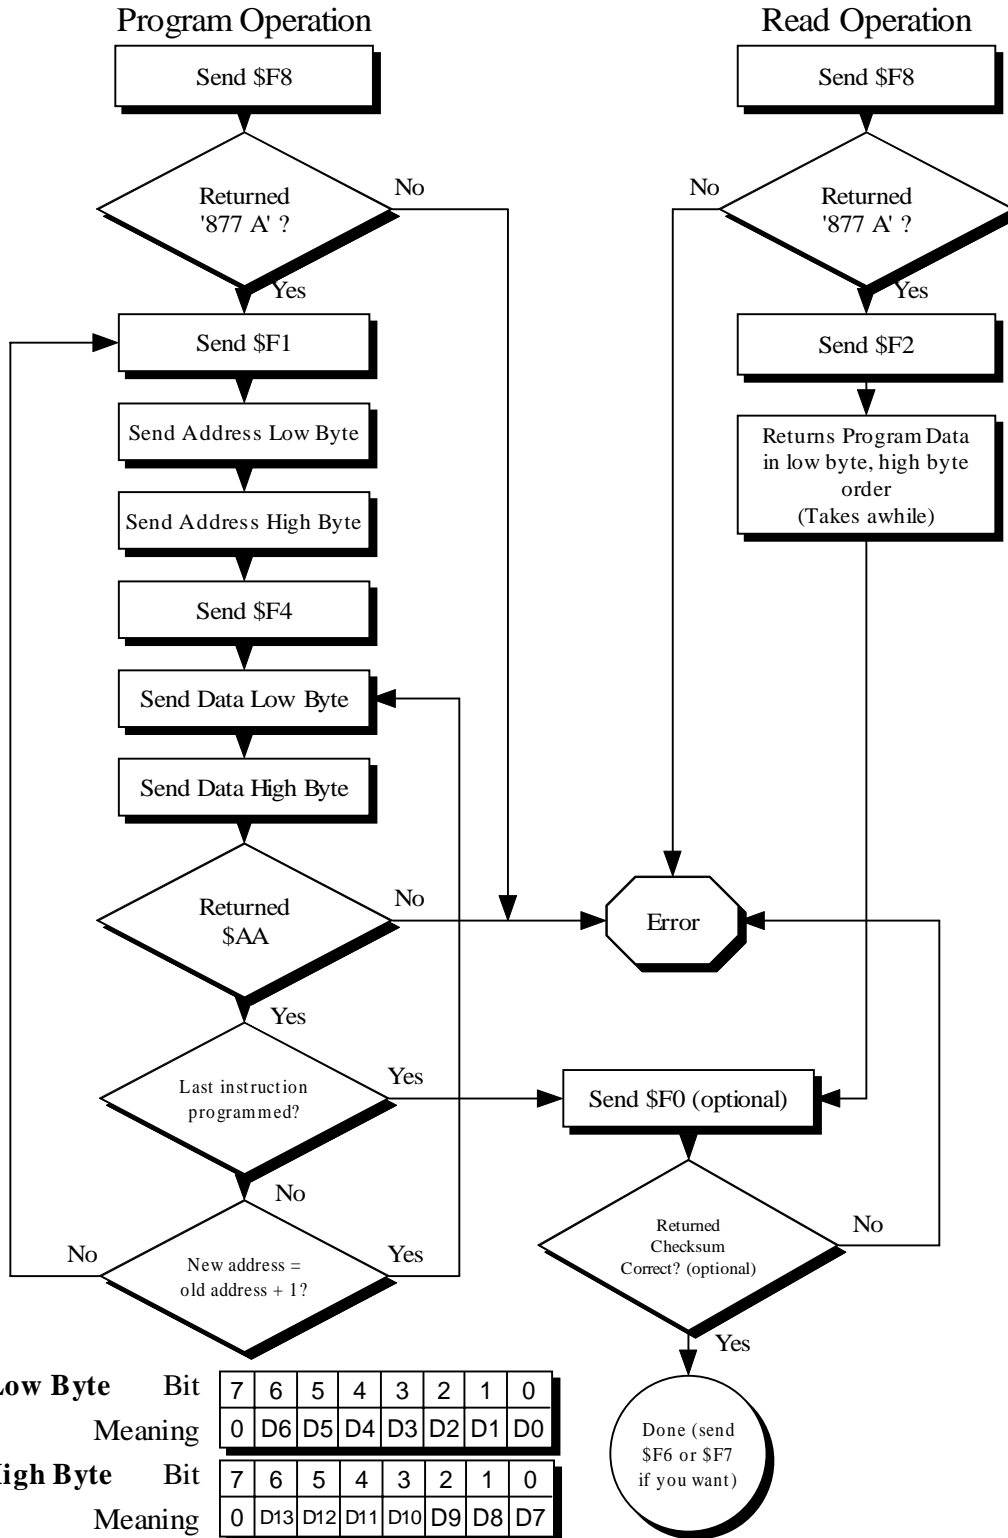 Program Operation
Send $F8
Returned
'877 A' ?
No
Yes
Send $F1
Send Address Low Byte
Send Address High Byte
Send $F4
Send Data Low Byte
Send Data High Byte
Returned
$AA
No
Yes
Last instruction
programmed?
Yes
No
New address =
old address + 1?
No
Yes
Read Operation
Send $F8
Returned
'877 A' ?
No
Yes
Send $F2
Returns Program Data
in low byte, high byte
order
(Takes awhile)
Error
Send $F0 (optional)
Returned
Checksum
Correct? (optional)
No
Yes
Done (send
$F6 or $F7
if you want)
Low Byte Bit 7 6 5 4 3 2 1 0
Meaning 0 D6 D5 D4 D3 D2 D1 D0
High Byte Bit 7 6 5 4 3 2 1 0
Meaning 0 D13 D12 D11 D10 D9 D8 D7